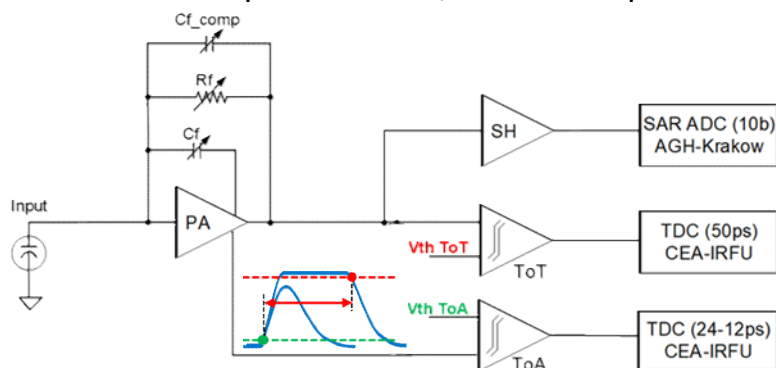 Cf_comp
Rf
Cf
Input
PA
SH
SAR ADC (10b)
AGH-Krakow
Vth ToT
ToT
TDC (50ps)
CEA-IRFU
Vth ToA
ToA
TDC (24-12ps)
CEA-IRFU